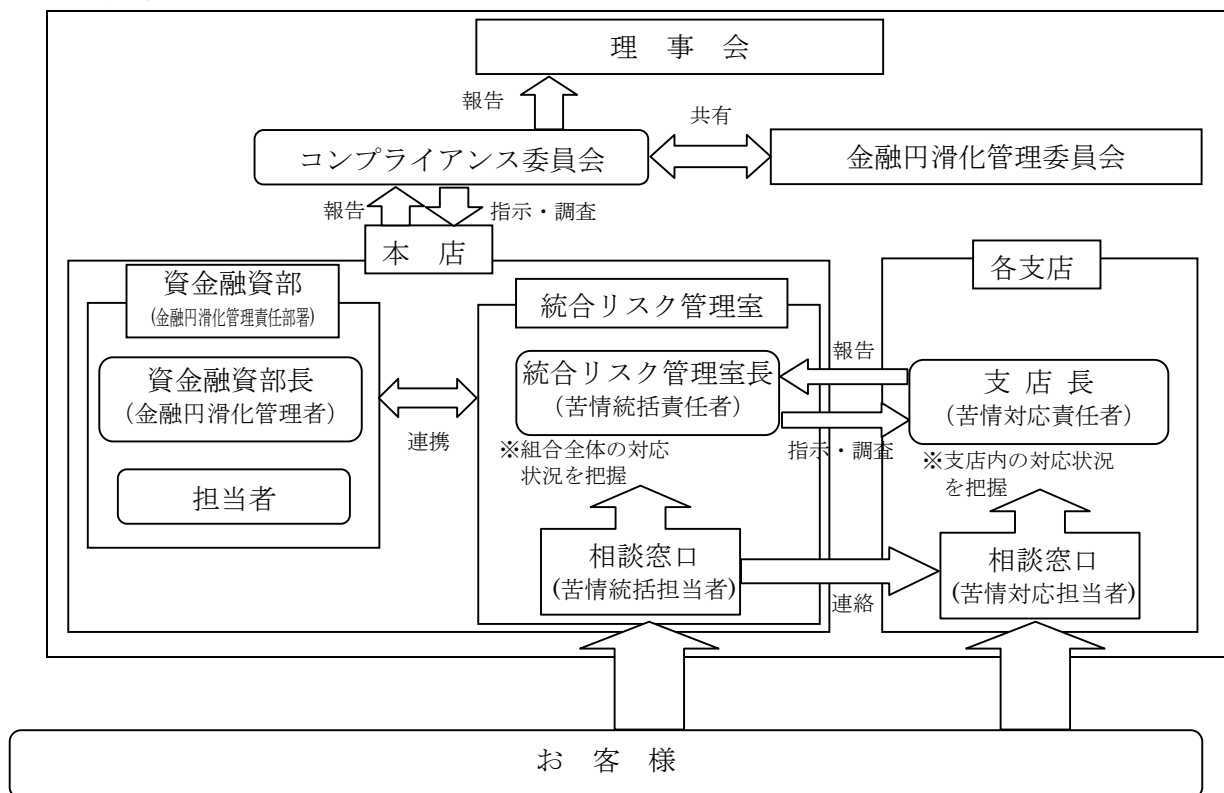 理 事 会
報告
共有
コンプライアンス委員会
金融円滑化管理委員会
報告
指示・調査
本 店
各支店
資金融資部
(金融円滑化管理責任部署)
統合リスク管理室
資金融資部長
(金融円滑化管理者)
連携
統合リスク管理室長
(苦情統括責任者)
報告
支 店 長
(苦情対応責任者)
指示・調査
※組合全体の対応
状況を把握
※支店内の対応状況
を把握
担当者
相談窓口
(苦情統括担当者)
連絡
相談窓口
(苦情対応担当者)
お 客 様